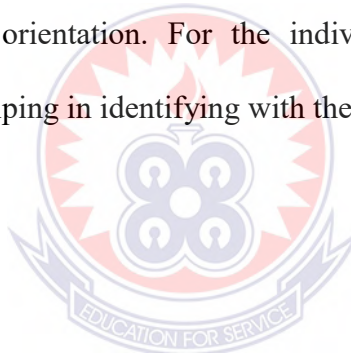 orientation. For the indiv
ping in identifying with the
EDUCATION FOR SERVICE